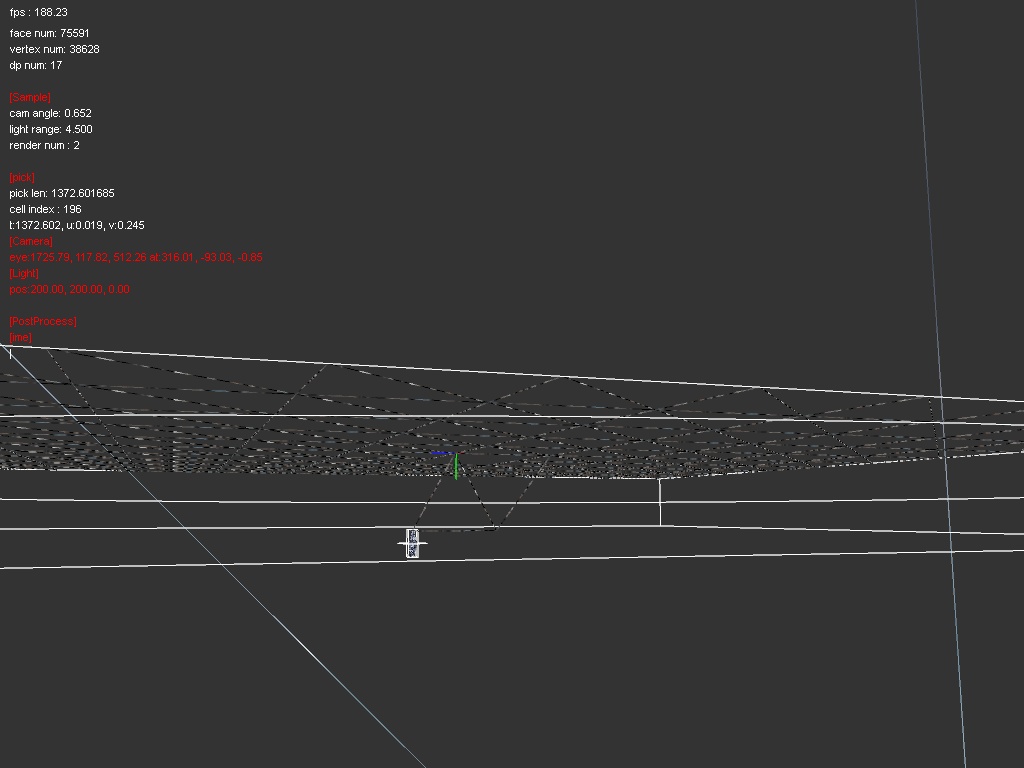 fps : 188.23
face num: 75591
vertex num: 38628
dp num: 17
[Sample]
cam angle: 0.652
light range: 4.500
render num : 2
[pick]
pick len: 1372.601685
cell index : 196
t:1372.602, u:0.019, v:0.245
[Camera]
eye:1725.79, 117.82, 512.26 at:316.01, -93.03, -0.85
[Light]
pos:200.00, 200.00, 0.00
[PostProcess]
[ime]